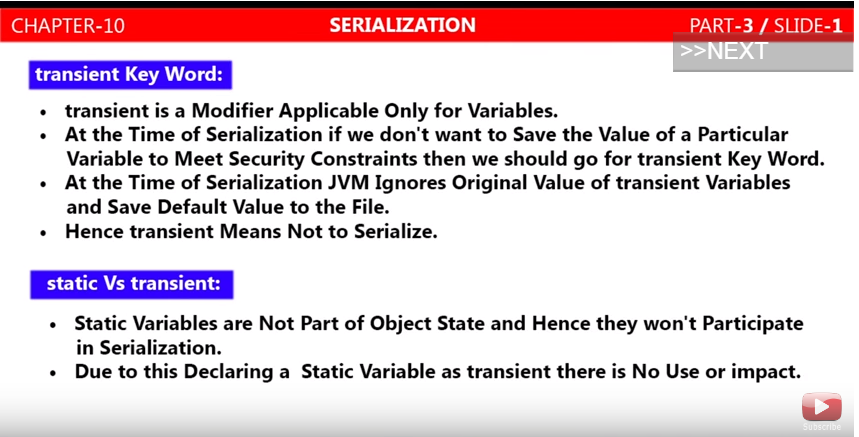 CHAPTER-10 SERIALIZATION PART-3 / SLIDE-1
>>NEXT
transient Key Word:
• transient is a Modifier Applicable Only for Variables.
• At the Time of Serialization if we don't want to Save the Value of a Particular
Variable to Meet Security Constraints then we should go for transient Key Word.
• At the Time of Serialization JVM Ignores Original Value of transient Variables
and Save Default Value to the File.
• Hence transient Means Not to Serialize.
static Vs transient:
• Static Variables are Not Part of Object State and Hence they won't Participate
in Serialization.
• Due to this Declaring a Static Variable as transient there is No Use or impact.
Subscribe